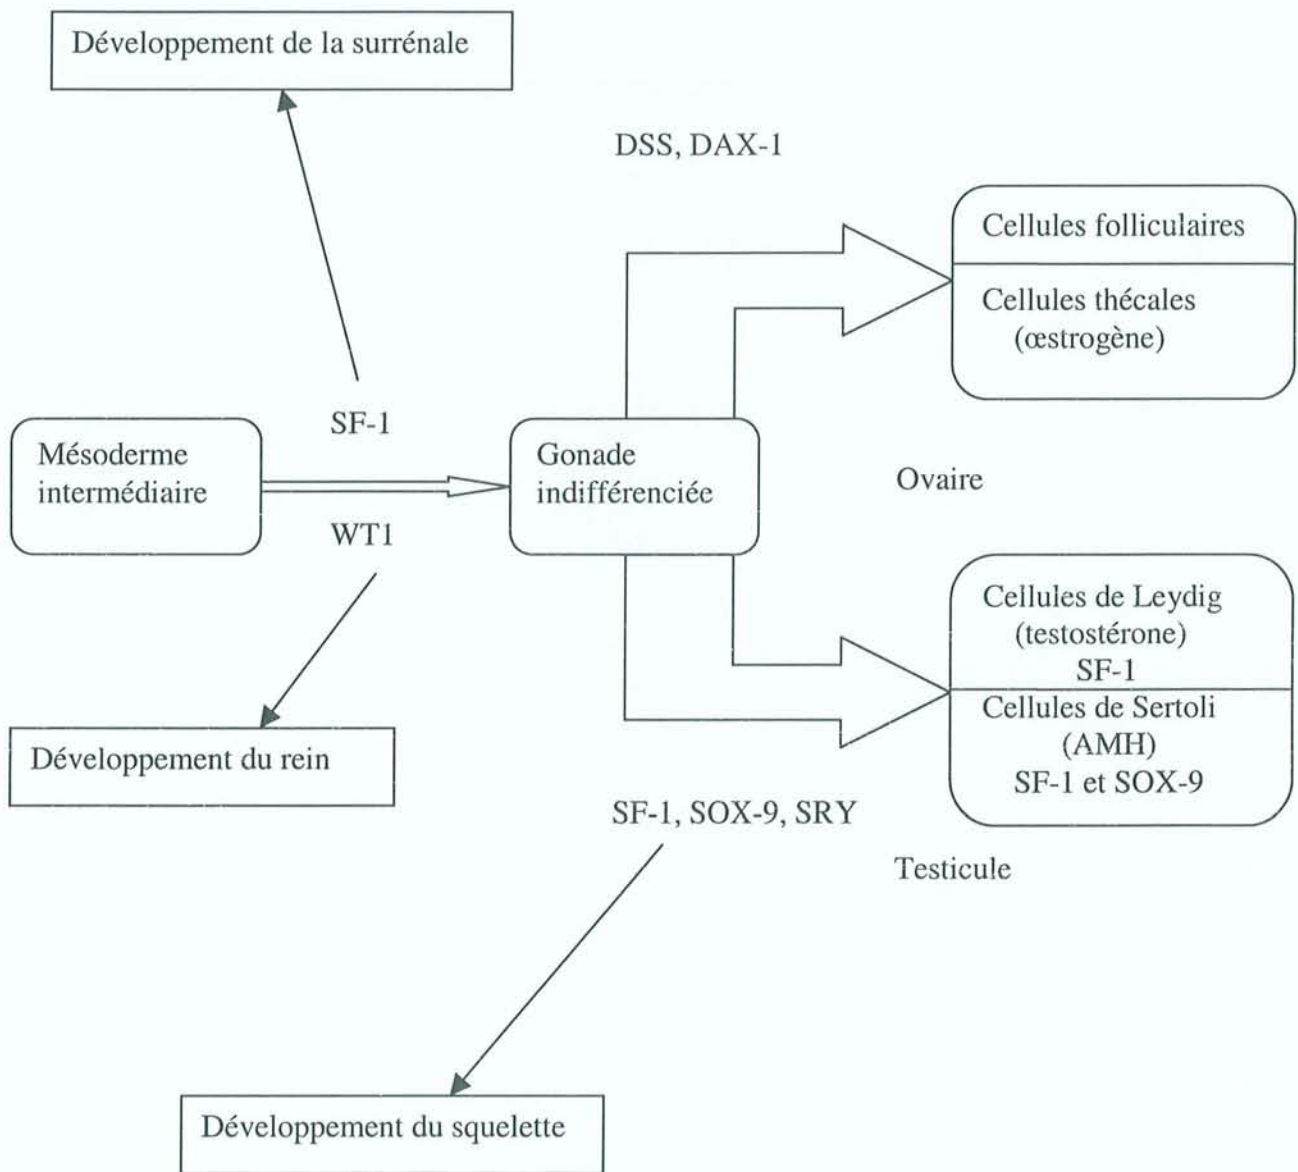 Développement de la surrénale
DSS, DAX-1
Cellules folliculaires
Cellules thécales
(œstrogène)
SF-1
Mésoderme
intermédiaire
WT1
Gonade
indifférenciée
Ovaire
Cellules de Leydig
(testostérone)
SF-1
Cellules de Sertoli
(AMH)
SF-1 et SOX-9
Développement du rein
SF-1, SOX-9, SRY
Testicule
Développement du squelette